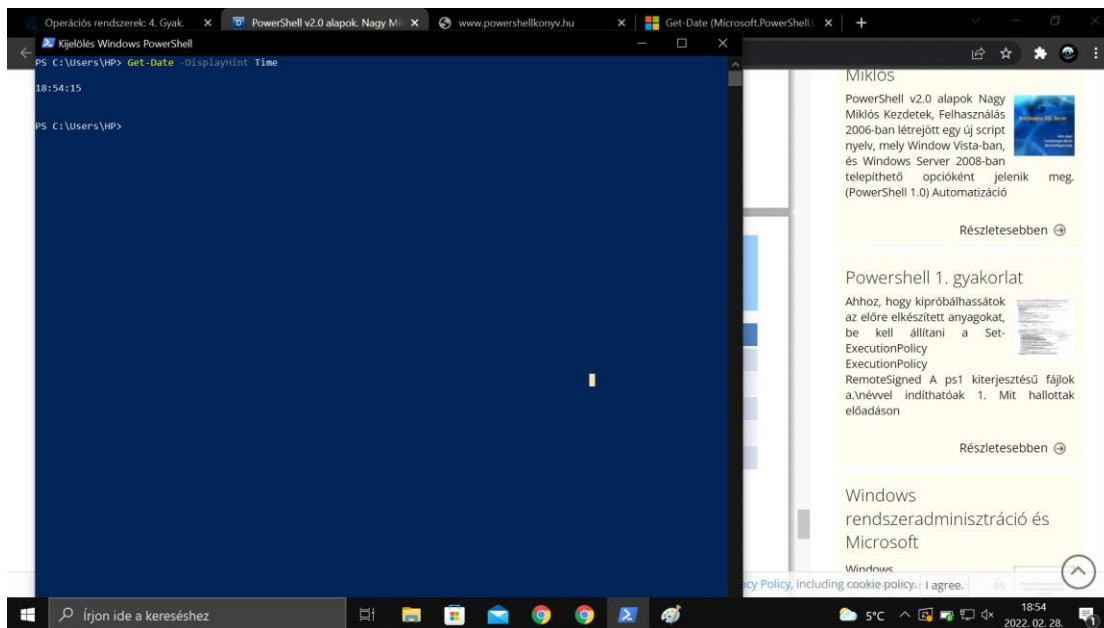 Operációs rendszerek: 4. Gyak.
PowerShell v2.0 alapok. Nagy Mi
www.powershellkonyv.hu
Get-Date (Microsoft.PowerShell.
Kijelölés Windows PowerShell
PS C:\Users\HP> Get-Date -DisplayHint Time
18:54:15
PS C:\Users\HP>
Miklós
PowerShell v2.0 alapok Nagy
Miklós Kezdetek, Felhasználás
2006-ban létrejött egy új script
nyelv, mely Window Vista-ban,
és Windows Server 2008-ban
telepíthető opcióként jelenik meg.
(PowerShell 1.0) Automatizáció
Részletesebben
Powershell 1. gyakorlat
Ahhoz, hogy kipróbálhassátok
az előre elkészített anyagokat,
be kell állítani a Set-
ExecutionPolicy
ExecutionPolicy
RemoteSigned A ps1 kiterjesztésű fájlok
a.\névvel indíthatóak 1. Mit hallottak
előadáson
Részletesebben
Windows
rendszeradminisztráció és
Microsoft
Windows
acy Policy, including cookie policy. I agree.
és
Írjon ide a kereséshez
5°C
18:54
2022. 02. 28.